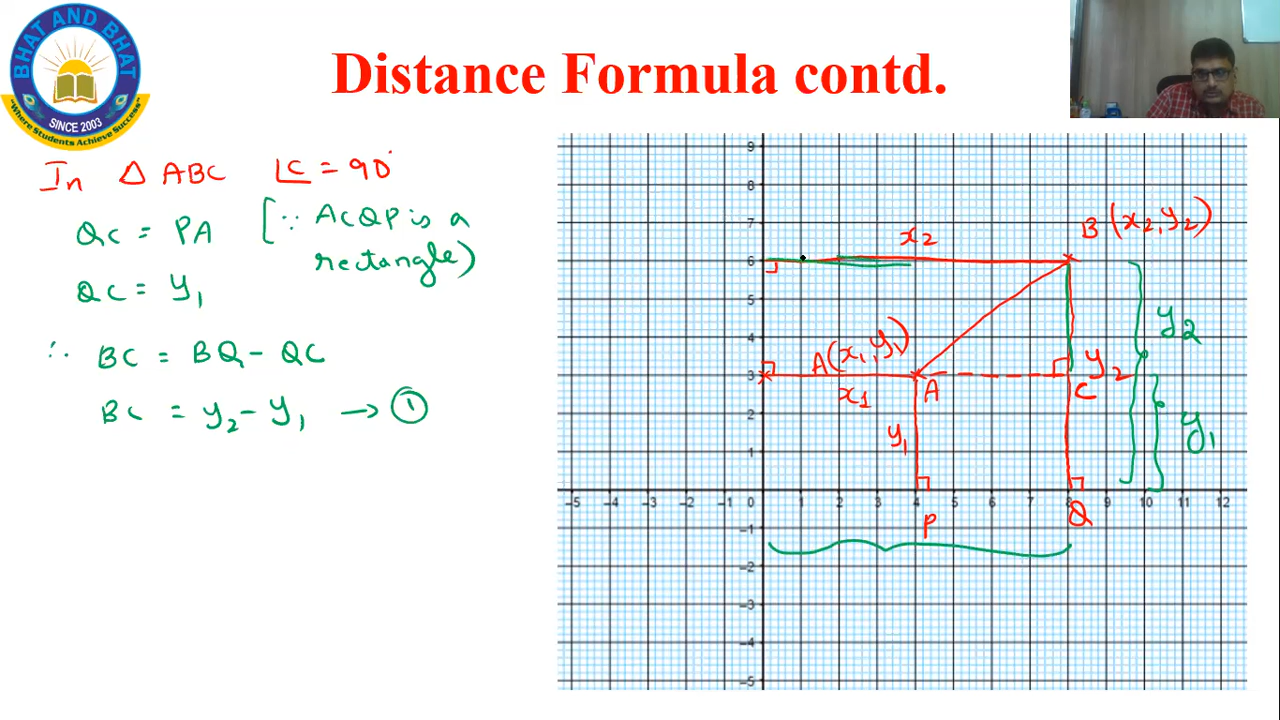 BHAT AND BHAT
SINCE 2003
"Where Students Achieve Success"
Distance Formula contd.
In △ ABC ∠C = 90°
QC = PA [∵ ACQP is a
rectangle)
QC = y₁
∴ BC = BQ - QC
BC = y₂ - y₁ → ①
9
8
7
6
5
4
3
2
1
-5 -4 -3 -2 -1 0 1 2 3 4 5 6 7 8 9 10 11 12
-1
-2
-3
-4
-5
B (x₂, y₂)
x₂
A(x₁, y₁)
x₁
A
C
y₂
y₂
y₁
y₁
P
Q